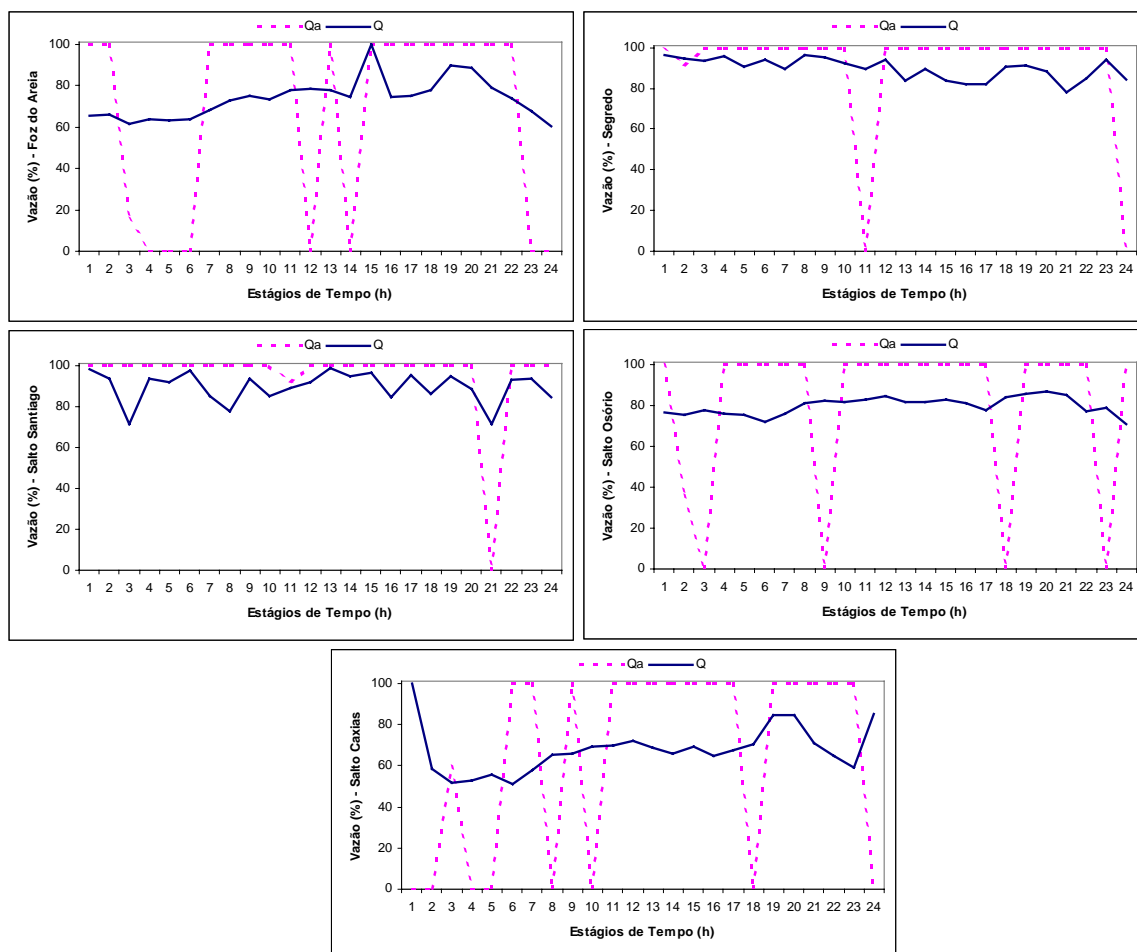 Qa Q
Vazão (%) - Foz do Areia
100
80
60
40
20
0
1 2 3 4 5 6 7 8 9 10 11 12 13 14 15 16 17 18 19 20 21 22 23 24
Estágios de Tempo (h)
Qa Q
Vazão (%) - Segredo
100
80
60
40
20
0
1 2 3 4 5 6 7 8 9 10 11 12 13 14 15 16 17 18 19 20 21 22 23 24
Estágios de Tempo (h)
Qa Q
Vazão (%) - Salto Santiago
100
80
60
40
20
0
1 2 3 4 5 6 7 8 9 10 11 12 13 14 15 16 17 18 19 20 21 22 23 24
Estágios de Tempo (h)
Qa Q
Vazão (%) - Salto Osório
100
80
60
40
20
0
1 2 3 4 5 6 7 8 9 10 11 12 13 14 15 16 17 18 19 20 21 22 23 24
Estágios de Tempo (h)
Qa Q
Vazão (%) - Salto Caxias
100
80
60
40
20
0
1 2 3 4 5 6 7 8 9 10 11 12 13 14 15 16 17 18 19 20 21 22 23 24
Estágios de Tempo (h)